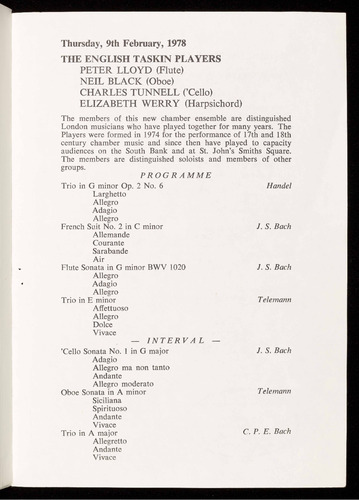 Thursday, 9th February, 1978
THE ENGLISH TASKIN PLAYERS
PETER LLOYD (Flute)
NEIL BLACK (Oboe)
CHARLES TUNNELL ('Cello)
ELIZABETH WERRY (Harpsichord)
The members of this new chamber ensemble are distinguished
London musicians who have played together for many years. The
Players were formed in 1974 for the performance of 17th and 18th
century chamber music and since then have played to capacity
audiences on the South Bank and at St. John's Smiths Square.
The members are distinguished soloists and members of other
groups.
PROGRAMME
Trio in G minor Op. 2 No. 6 Handel
Larghetto
Allegro
Adagio
Allegro
French Suit No. 2 in C minor J. S. Bach
Allemande
Courante
Sarabande
Air
Flute Sonata in G minor BWV 1020 J. S. Bach
Allegro
Adagio
Allegro
Trio in E minor Telemann
Affettuoso
Allegro
Dolce
Vivace
— INTERVAL —
'Cello Sonata No. 1 in G major J. S. Bach
Adagio
Allegro ma non tanto
Andante
Allegro moderato
Oboe Sonata in A minor Telemann
Siciliana
Spirituoso
Andante
Vivace
Trio in A major C. P. E. Bach
Allegretto
Andante
Vivace